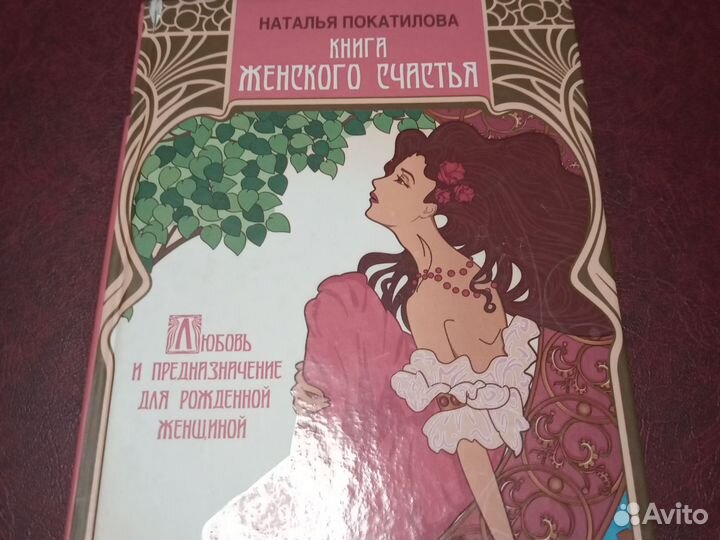 НАТАЛЬЯ ПОКАТИЛОВА
КНИГА
ЖЕНСКОГО СЧАСТЬЯ
ЛЮБОВЬ
И ПРЕДНАЗНАЧЕНИЕ
ДЛЯ РОЖДЕННОЙ
ЖЕНЩИНОЙ
Avito